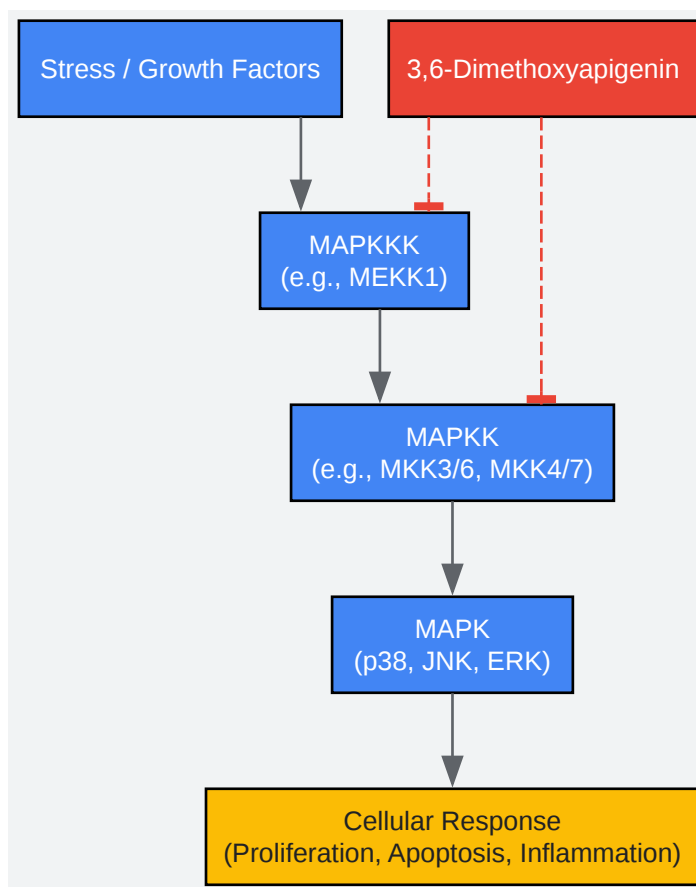 Stress / Growth Factors
3,6-Dimethoxyapigenin
MAPKKK
(e.g., MEKK1)
MAPKK
(e.g., MKK3/6, MKK4/7)
MAPK
(p38, JNK, ERK)
Cellular Response
(Proliferation, Apoptosis, Inflammation)